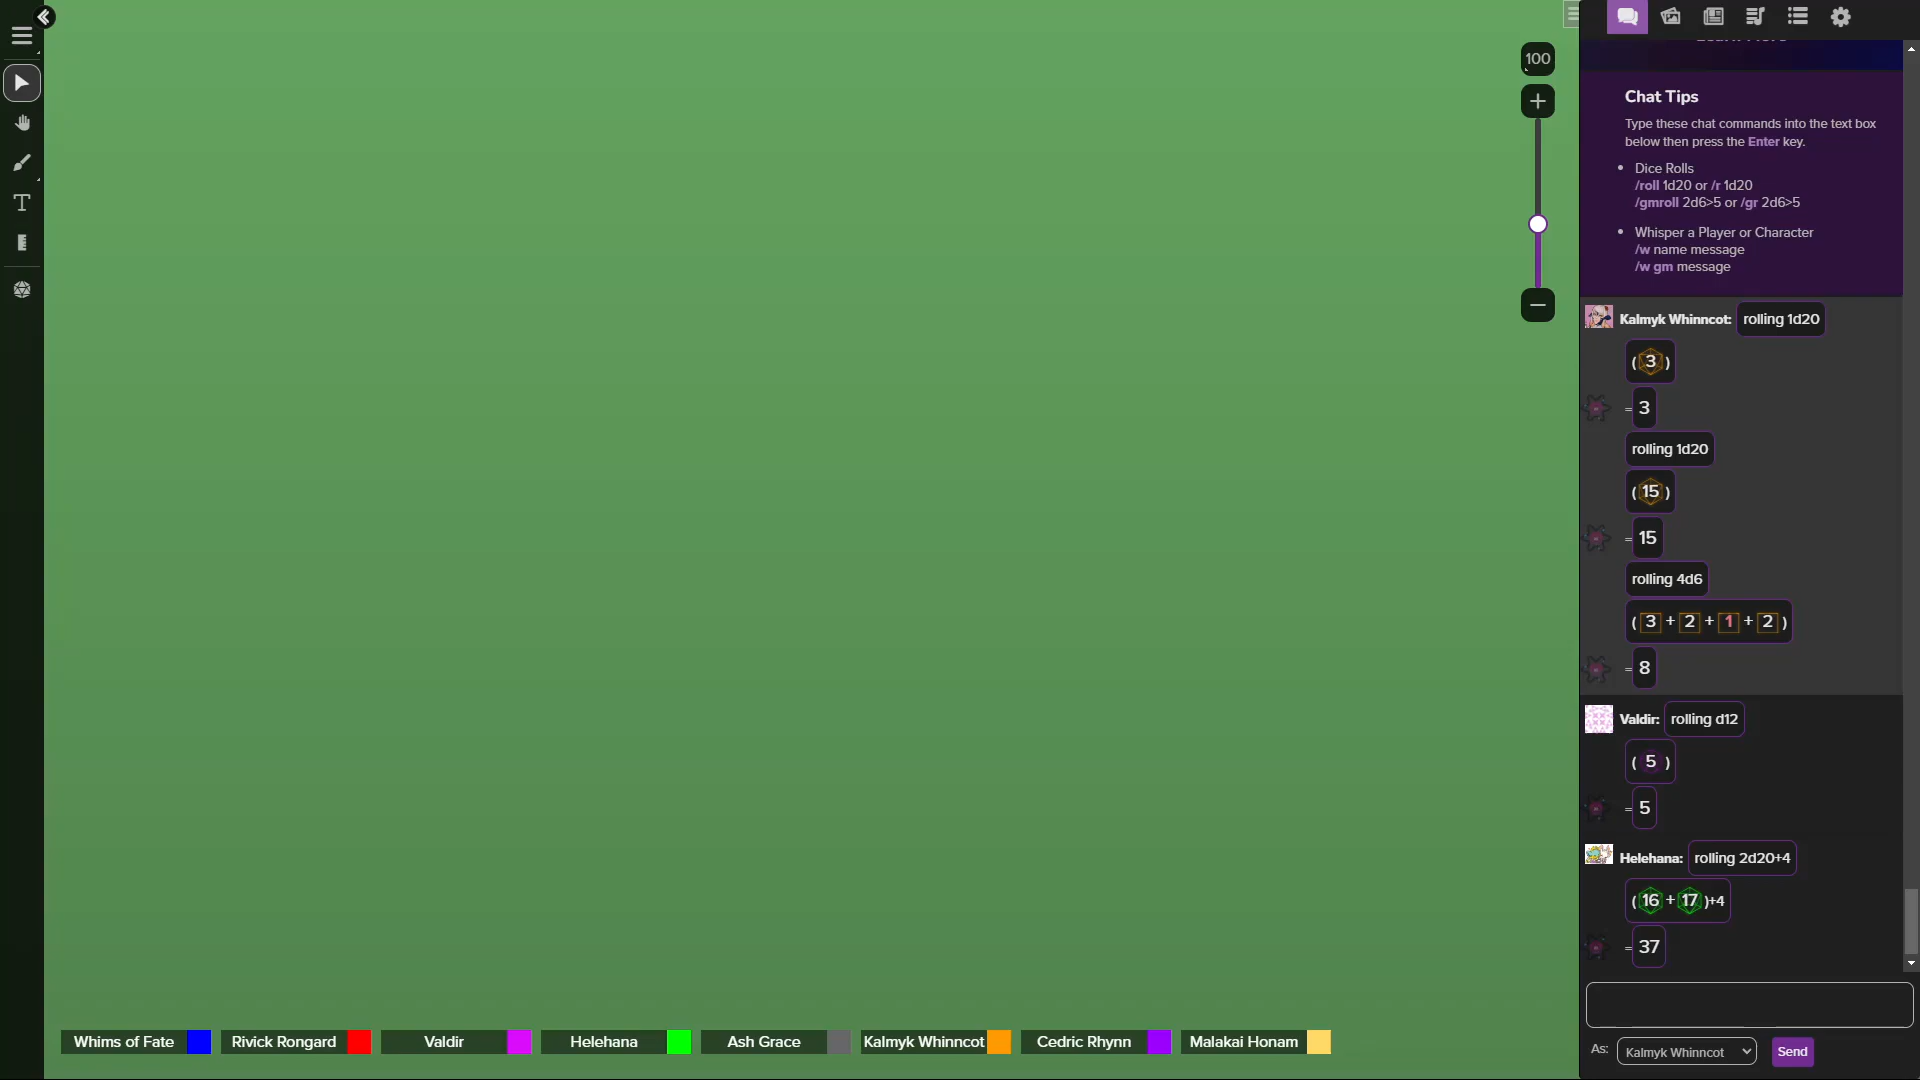 100
Chat Tips
Type these chat commands into the text box
below then press the Enter key.
• Dice Rolls
/roll 1d20 or /r 1d20
/gmroll 2d6>5 or /gr 2d6>5
• Whisper a Player or Character
/w name message
/w gm message
Kalmyk Whinncot: rolling 1d20
(3)
=3
rolling 1d20
(15)
=15
rolling 4d6
(3+2+1+2)
=8
Valdir: rolling d12
(5)
=5
Helehana: rolling 2d20+4
(16+17)+4
=37
Whims of Fate
Rivick Rongard
Valdir
Helehana
Ash Grace
Kalmyk Whinncot
Cedric Rhynn
Malakai Honam
As: Kalmyk Whinncot Send